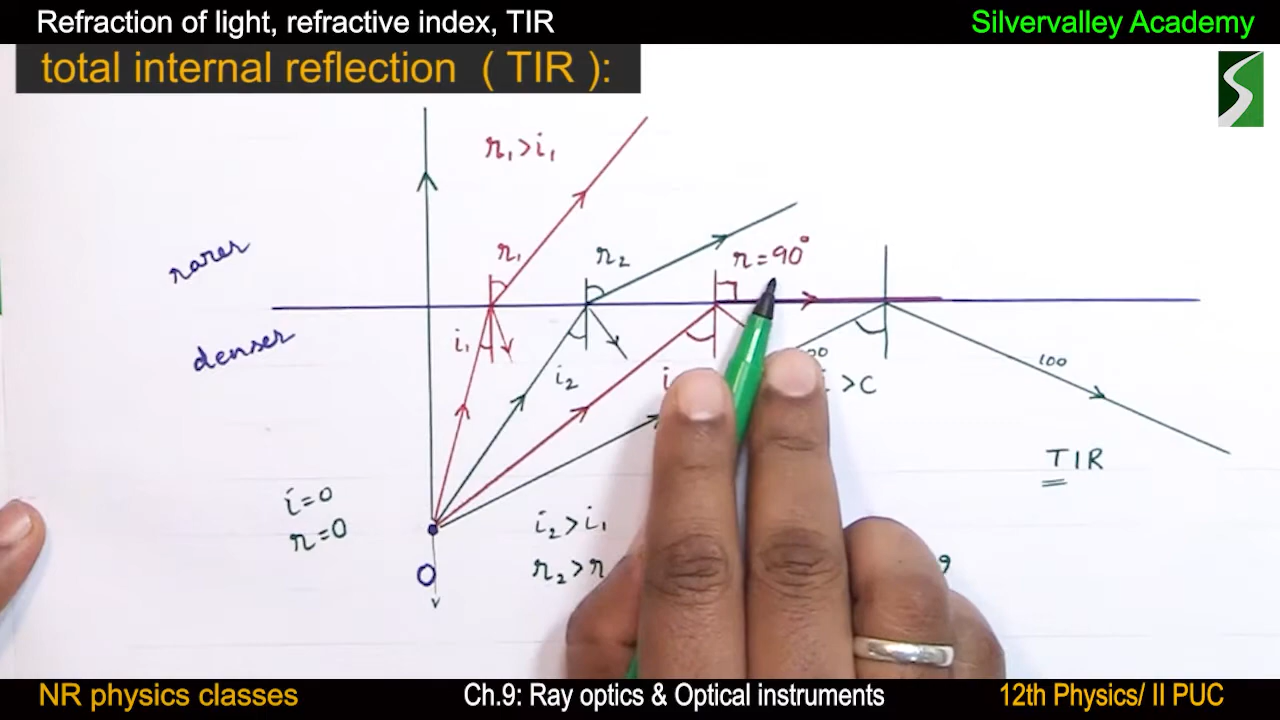 Refraction of light, refractive index, TIR
Silvervalley Academy
total internal reflection ( TIR ):
r₁>i₁
rarer
r₁
r₂
r=90°
denser
i₁
i₂
i
i >C
100
TIR
i=0
r=0
i₂>i₁
r₂>r
O
NR physics classes
Ch.9: Ray optics & Optical instruments
12th Physics/ II PUC